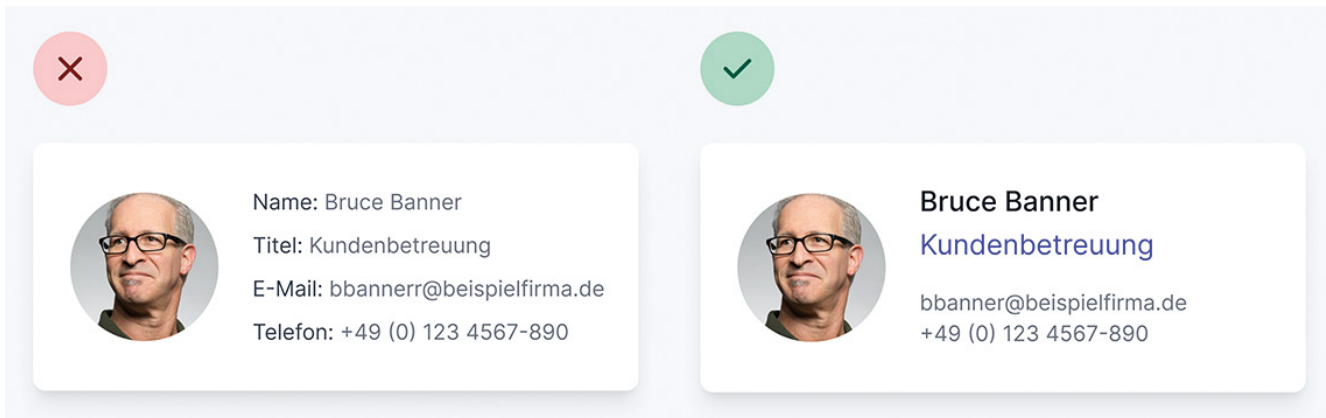 Name: Bruce Banner
Titel: Kundenbetreuung
E-Mail: bbannerr@beispielfirma.de
Telefon: +49 (0) 123 4567-890
Bruce Banner
Kundenbetreuung
bbanner@beispielfirma.de
+49 (0) 123 4567-890